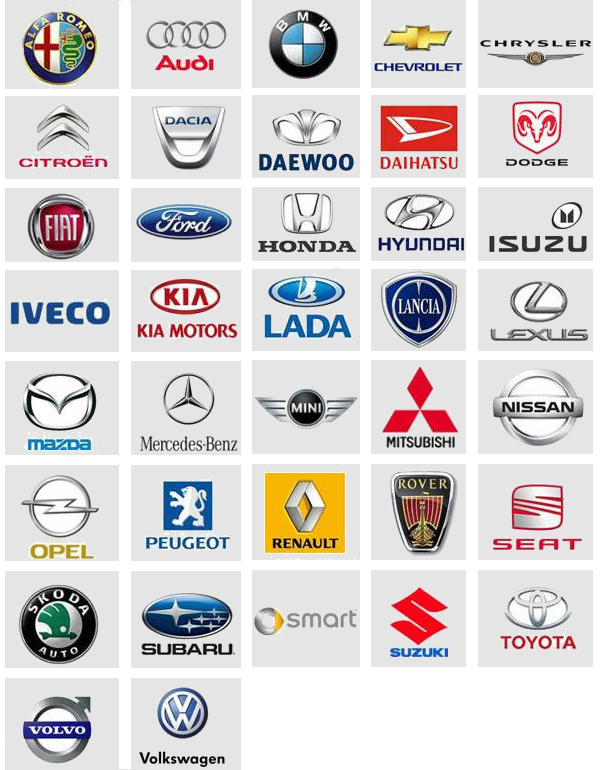 ALFA ROMEO
Audi
BMW
CHEVROLET
CHRYSLER
CITROËN
DACIA
DAEWOO
DAIHATSU
DODGE
FIAT
Ford
HONDA
HYUNDAI
ISUZU
IVECO
KIA
KIA MOTORS
LADA
LANCIA
LEXUS
mazda
Mercedes-Benz
MINI
MITSUBISHI
NISSAN
OPEL
PEUGEOT
RENAULT
ROVER
SEAT
SKODA
AUTO
SUBARU
smart
SUZUKI
TOYOTA
VOLVO
Volkswagen